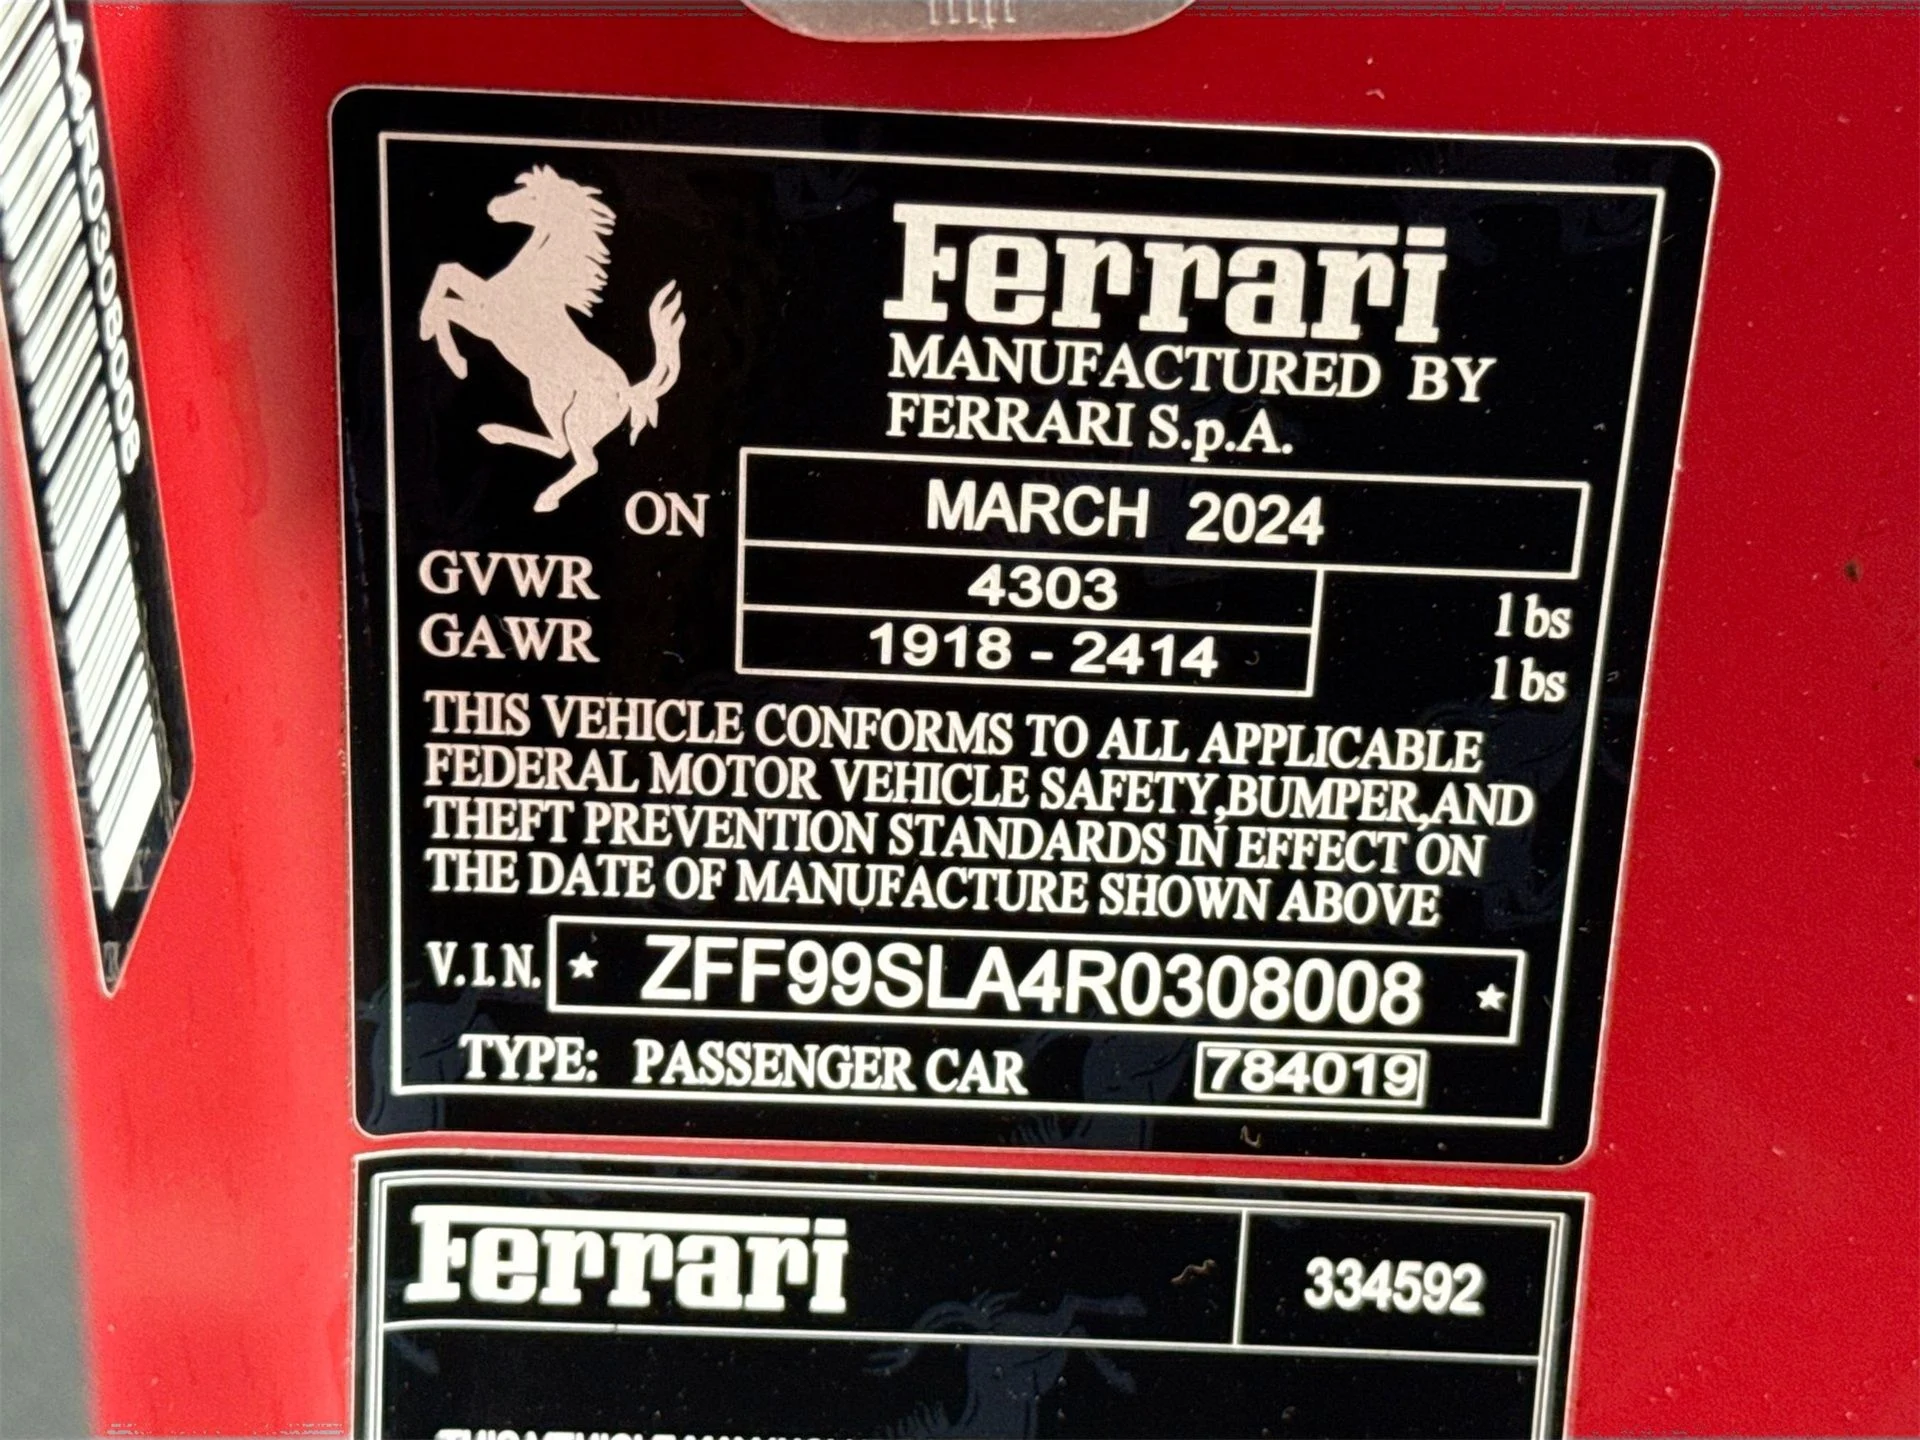 A4R0308008
Ferrari
MANUFACTURED BY
FERRARI S.p.A.
ON MARCH 2024
GVWR 4303 lbs
GAWR 1918 - 2414 lbs
THIS VEHICLE CONFORMS TO ALL APPLICABLE
FEDERAL MOTOR VEHICLE SAFETY,BUMPER,AND
THEFT PREVENTION STANDARDS IN EFFECT ON
THE DATE OF MANUFACTURE SHOWN ABOVE
V.I.N. ★ ZFF99SLA4R0308008 ★
TYPE: PASSENGER CAR 784019
Ferrari 334592